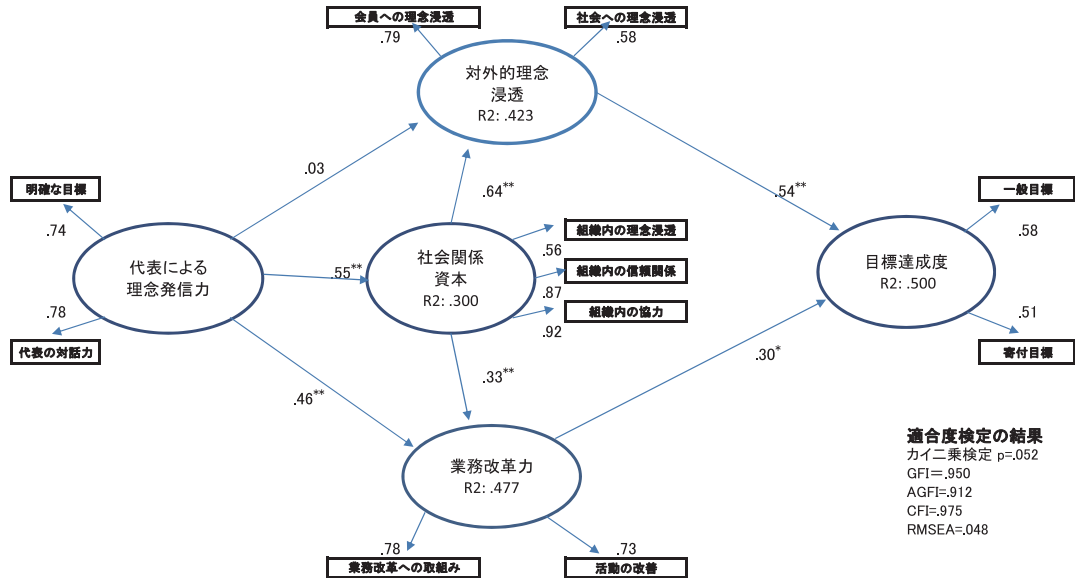 会員への理念浸透
社会への理念浸透
.79
.58
対外的理念
浸透
R2: .423
.03
明確な目標
.64**
.54**
一般目標
.74
組織内の理念浸透
.58
代表による
理念発信力
.55**
社会関係
資本
R2: .300
.56
組織内の信頼関係
.87
目標達成度
R2: .500
.78
組織内の協力
.92
.51
代表の対話力
寄付目標
.33**
.30*
.46**
業務改革力
R2: .477
適合度検定の結果
カイ二乗検定 p=.052
GFI=.950
AGFI=.912
CFI=.975
RMSEA=.048
.78
.73
業務改革への取組み
活動の改善